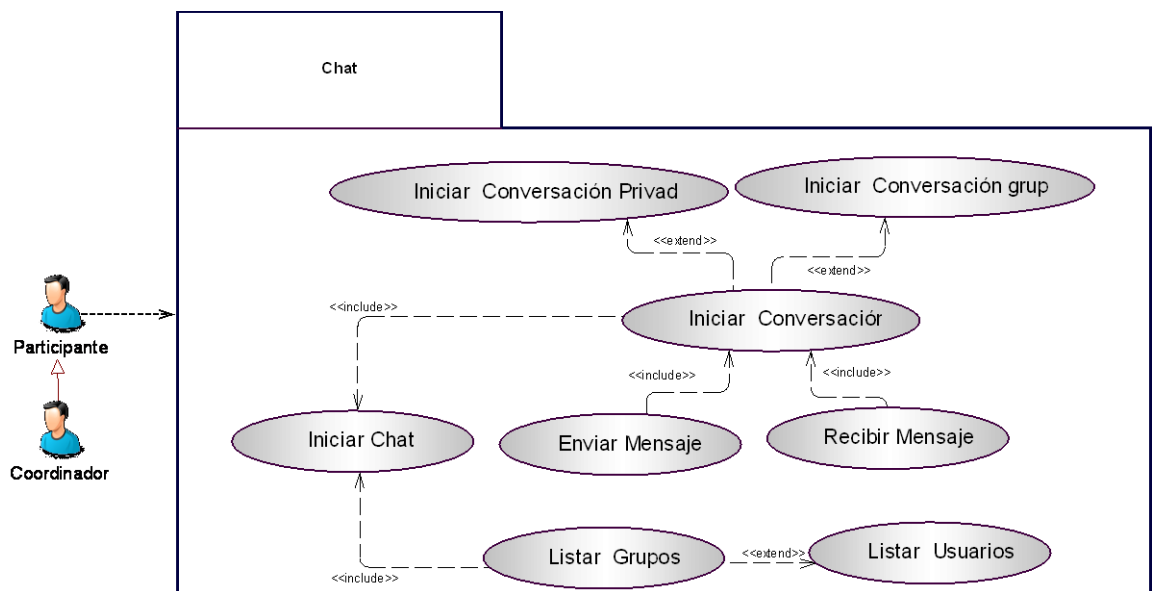 Chat
Iniciar Conversación Privad
Iniciar Conversación grup
<<extend>>
<<extend>>
<<include>>
Iniciar Conversaciór
Participante
<<include>>
<<include>>
Iniciar Chat
Enviar Mensaje
Recibir Mensaje
Coordinador
Listar Grupos
<<extend>>
Listar Usuarios
<<include>>